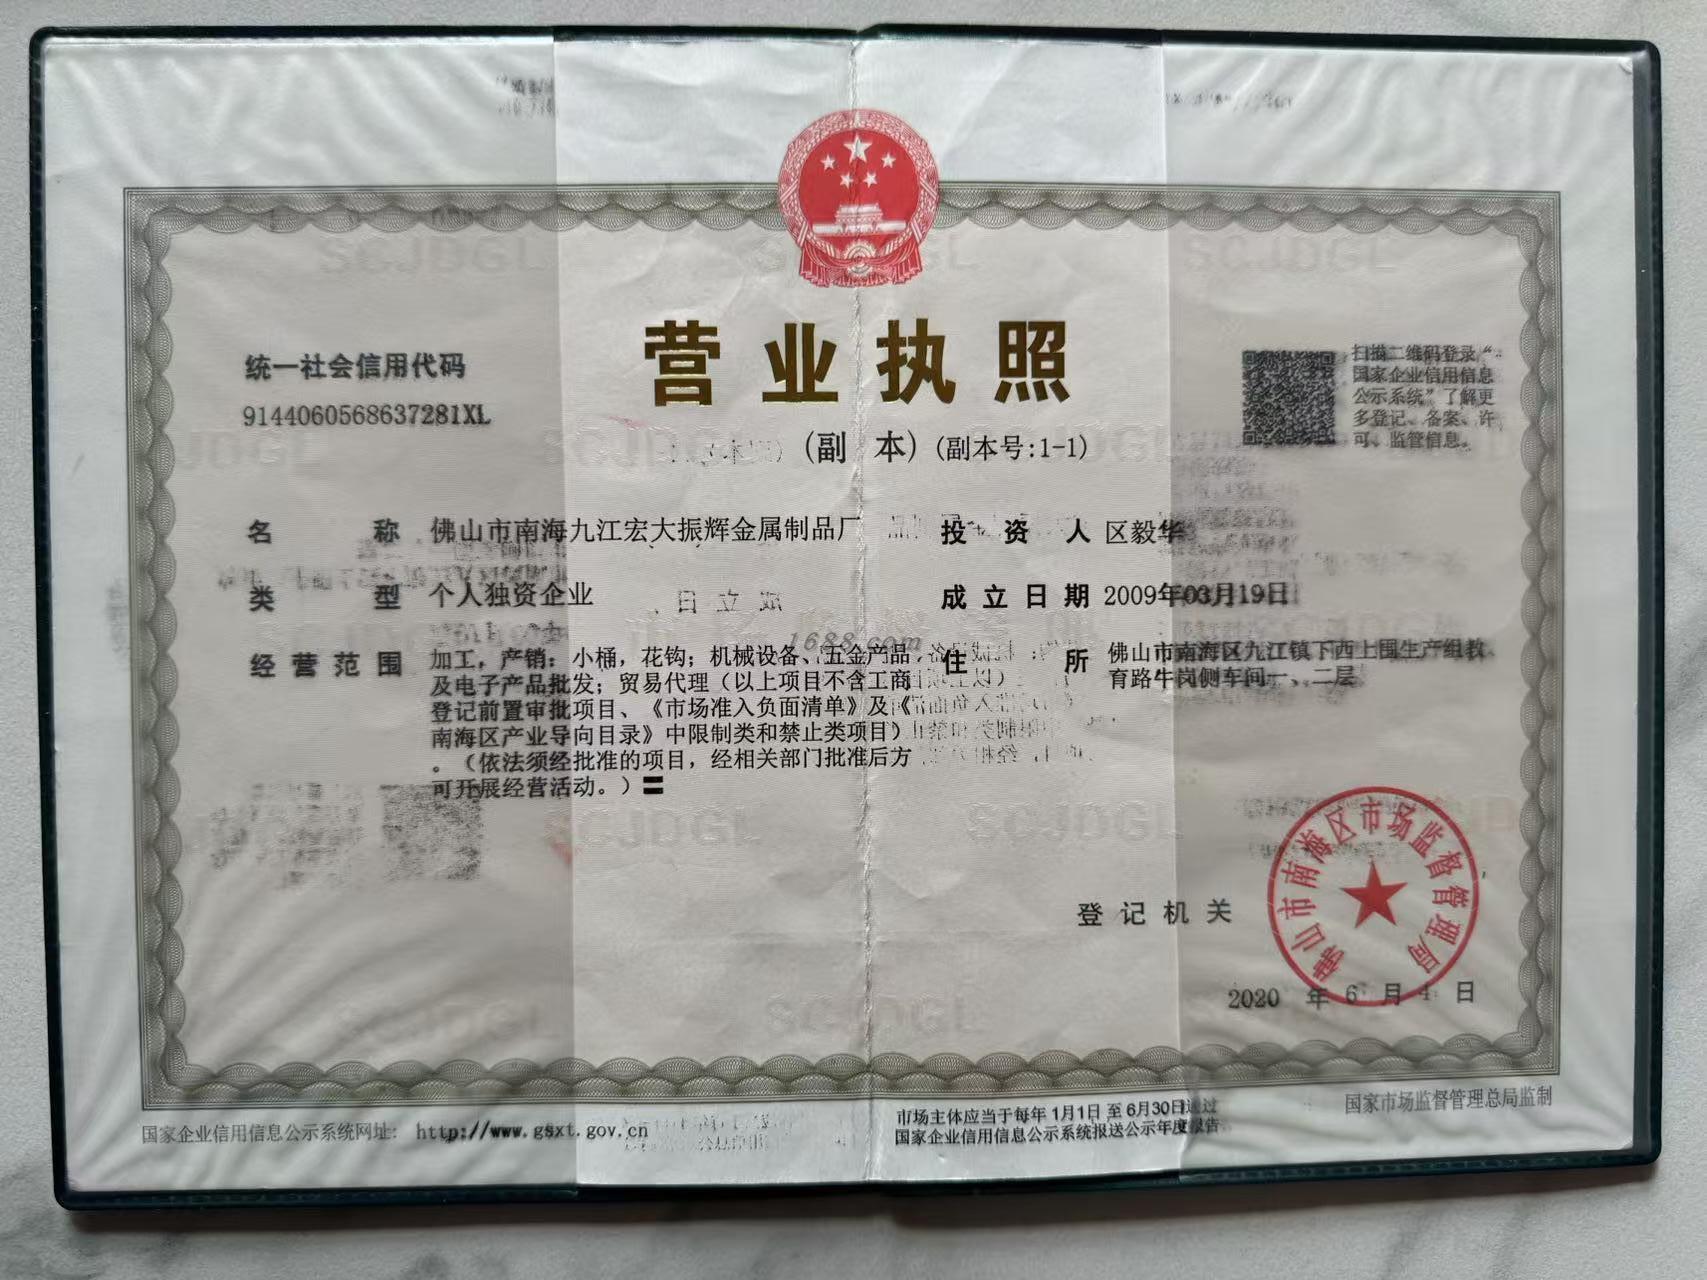 营业执照
(副 本)(副本号:1-1)
统一社会信用代码
9144060568637281XL
扫描二维码登录“
国家企业信用信息
公示系统”了解更
多登记、备案、许
可、监管信息。
名 称 佛山市南海九江宏大振辉金属制品厂
类 型 个人独资企业
经营范围 加工，产销：小桶，花钩；机械设备、五金产品
及电子产品批发；贸易代理（以上项目不含工商
登记前置审批项目、《市场准入负面清单》及《
南海区产业导向目录》中限制类和禁止类项目）
。（依法须经批准的项目，经相关部门批准后方
可开展经营活动。）〓
投资人 区毅华
成立日期 2009年03月19日
住 所 佛山市南海区九江镇下西上围生产组教
育路牛岗侧车间一、二层
1688.com
登记机关
佛山市南海区市场监督管理局
2020 年 6 月 4 日
国家企业信用信息公示系统网址: http://www.gsxt.gov.cn
市场主体应当于每年 1月1日 至 6月30日通过
国家企业信用信息公示系统报送公示年度报告
国家市场监督管理总局监制
SCJDGL